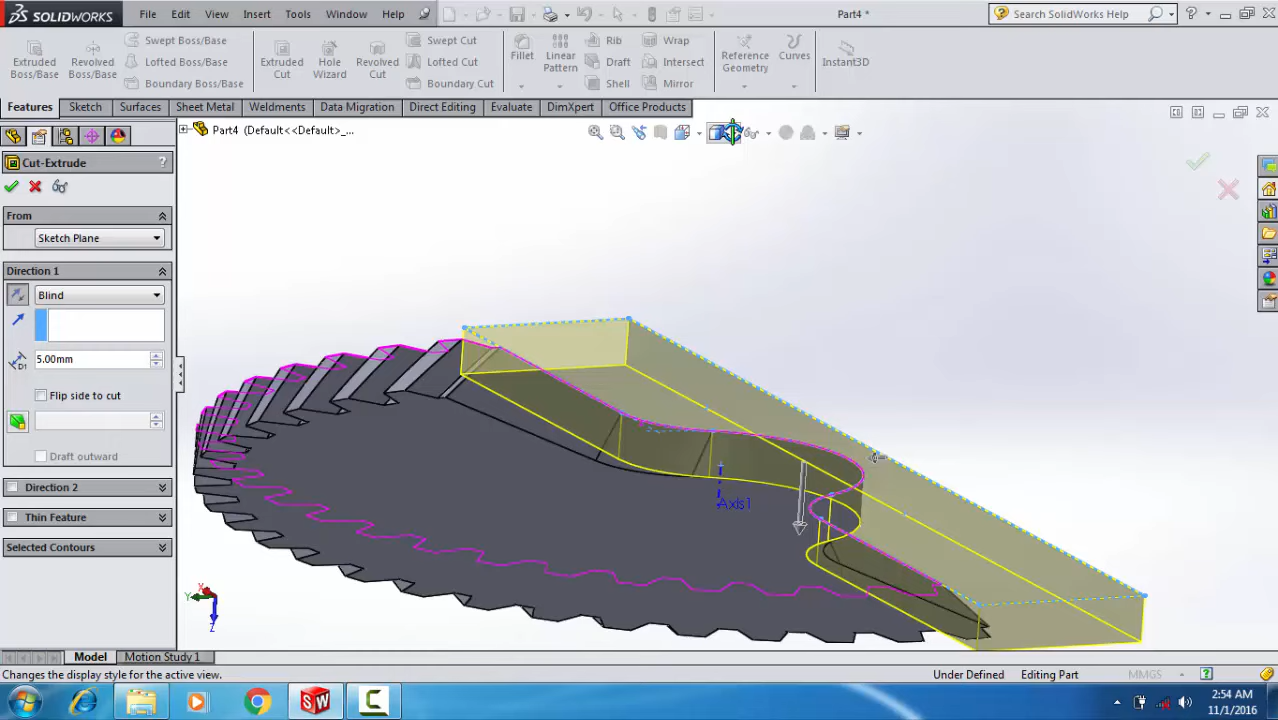 SOLIDWORKS File Edit View Insert Tools Window Help Part4 * Search SolidWorks Help
Extruded Boss/Base
Revolved Boss/Base
Swept Boss/Base
Lofted Boss/Base
Boundary Boss/Base
Extruded Cut
Hole Wizard
Revolved Cut
Swept Cut
Lofted Cut
Boundary Cut
Fillet
Linear Pattern
Rib
Draft
Shell
Wrap
Intersect
Mirror
Reference Geometry
Curves
Instant3D
Features Sketch Surfaces Sheet Metal Weldments Data Migration Direct Editing Evaluate DimXpert Office Products
Part4 (Default<<Default>_...
Cut-Extrude ?
From
Sketch Plane
Direction 1
Blind
D1 5.00mm
Flip side to cut
Draft outward
Direction 2
Thin Feature
Selected Contours
Axis1
X
Y
Z
Model Motion Study 1
Changes the display style for the active view. Under Defined Editing Part MMGS ?
SW C 2:54 AM
11/1/2016